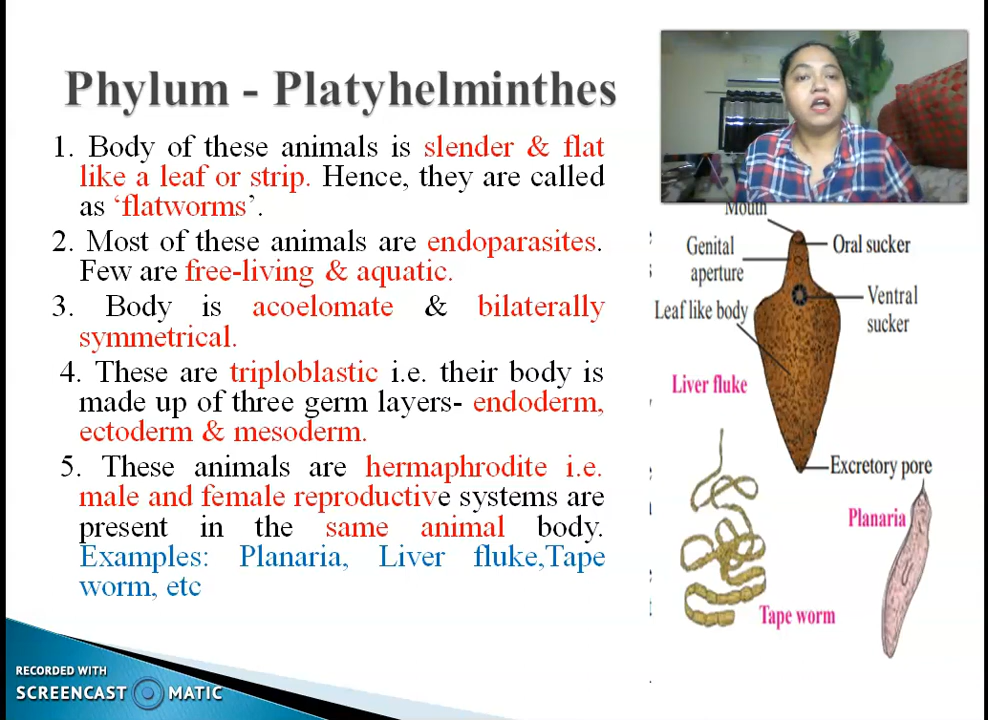 Phylum - Platyhelminthes
1. Body of these animals is slender & flat
like a leaf or strip. Hence, they are called
as ‘flatworms’.
2. Most of these animals are endoparasites.
Few are free-living & aquatic.
3. Body is acoelomate & bilaterally
symmetrical.
4. These are triploblastic i.e. their body is
made up of three germ layers- endoderm,
ectoderm & mesoderm.
5. These animals are hermaphrodite i.e.
male and female reproductive systems are
present in the same animal body.
Examples: Planaria, Liver fluke,Tape
worm, etc
Mouth
Genital
aperture
Oral sucker
Leaf like body
Ventral
sucker
Liver fluke
Excretory pore
Planaria
Tape worm
RECORDED WITH
SCREENCAST MATIC